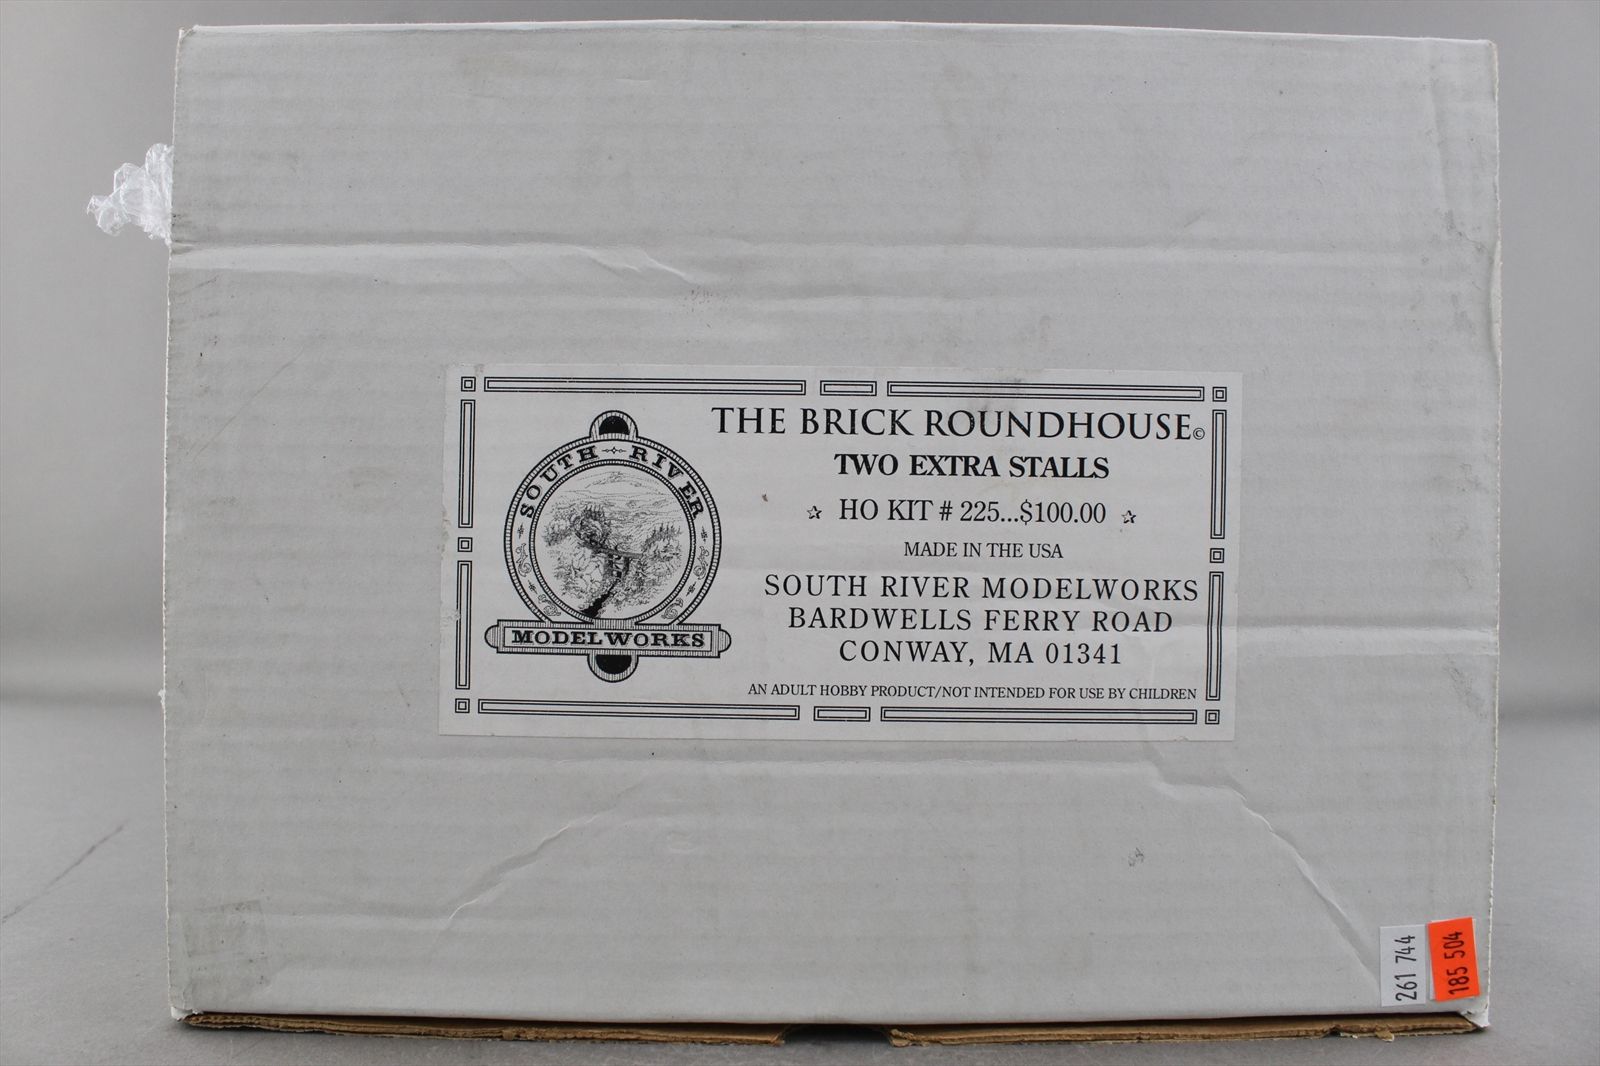 SOUTH RIVER
MODELWORKS
THE BRICK ROUNDHOUSE©
TWO EXTRA STALLS
☆ HO KIT # 225...$100.00 ☆
MADE IN THE USA
SOUTH RIVER MODELWORKS
BARDWELLS FERRY ROAD
CONWAY, MA 01341
AN ADULT HOBBY PRODUCT/NOT INTENDED FOR USE BY CHILDREN
261 744
185 504